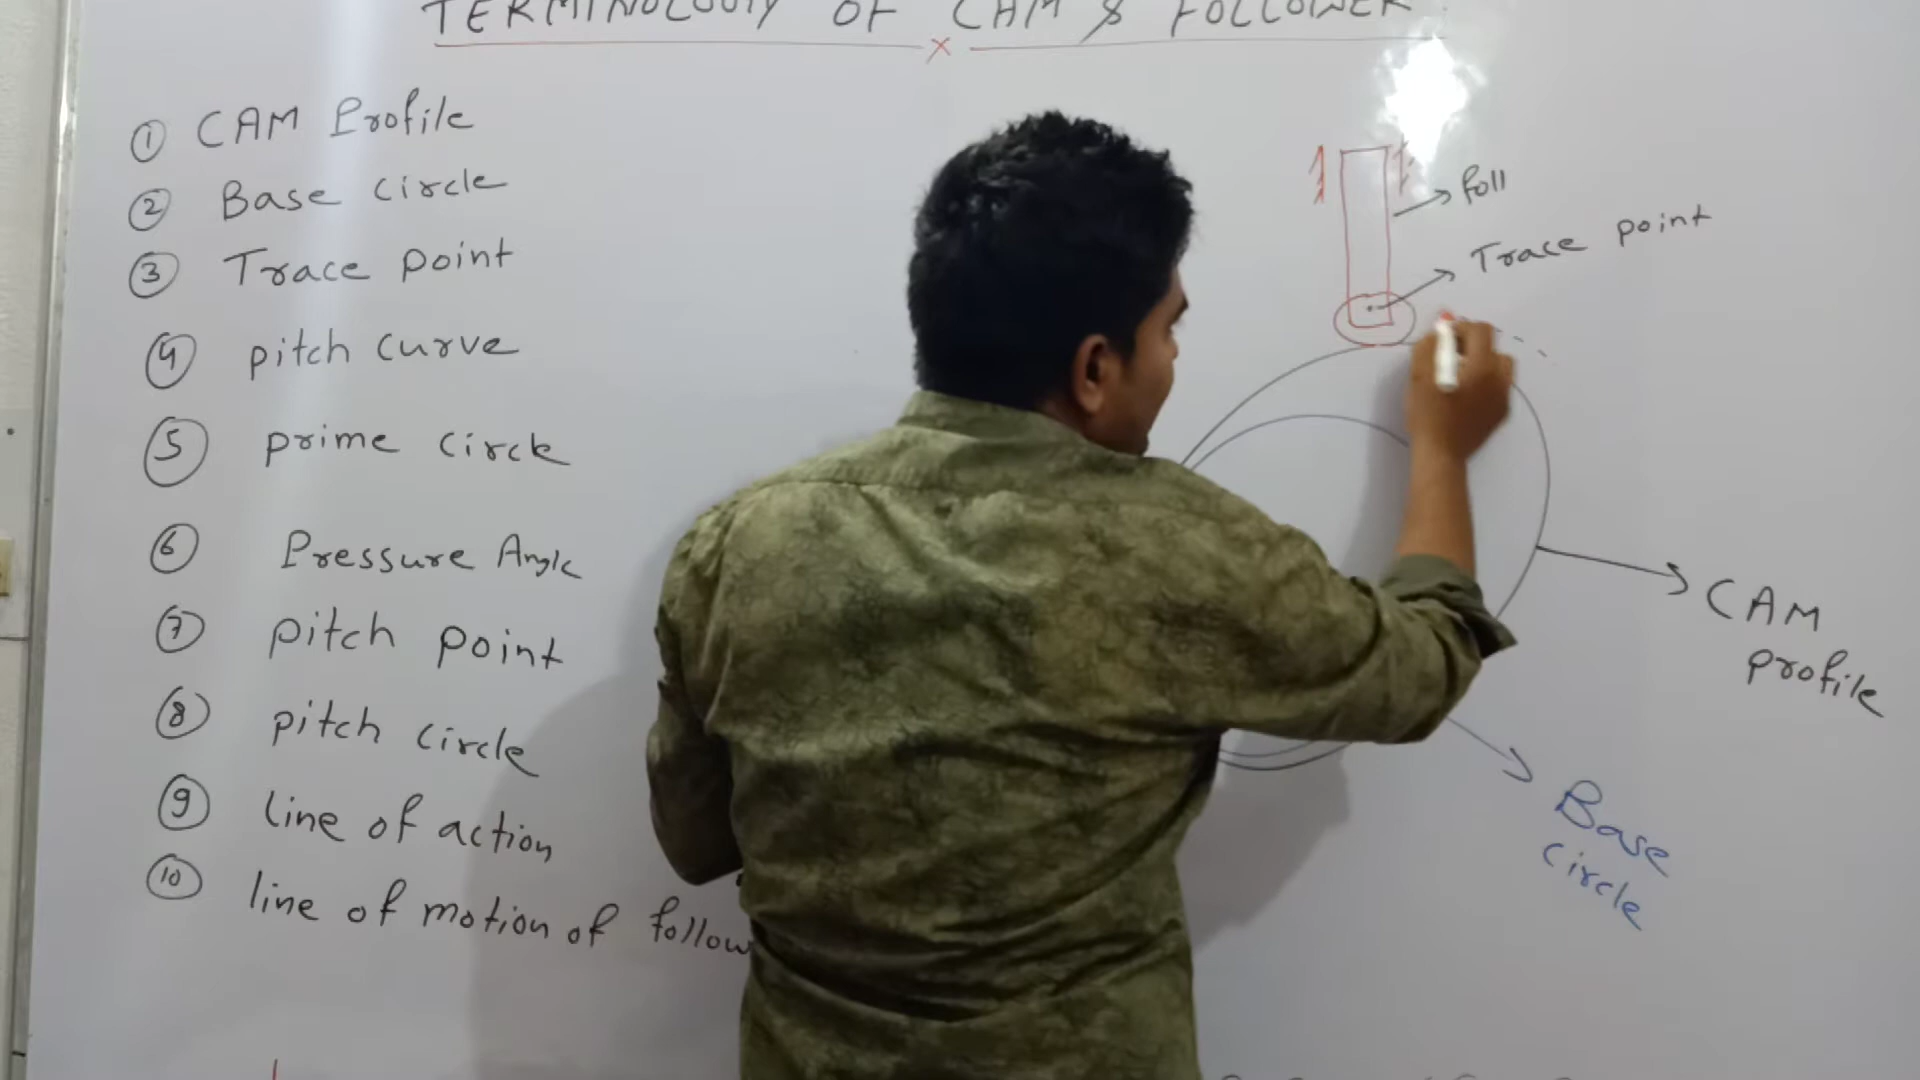 TERMINOLOGY OF CAM & FOLLOWER
① CAM Profile
② Base circle
③ Trace point
④ pitch curve
⑤ prime circle
⑥ Pressure Angle
⑦ pitch point
⑧ pitch circle
⑨ line of action
⑩ line of motion of follow
foll
Trace point
CAM
profile
Base
circle